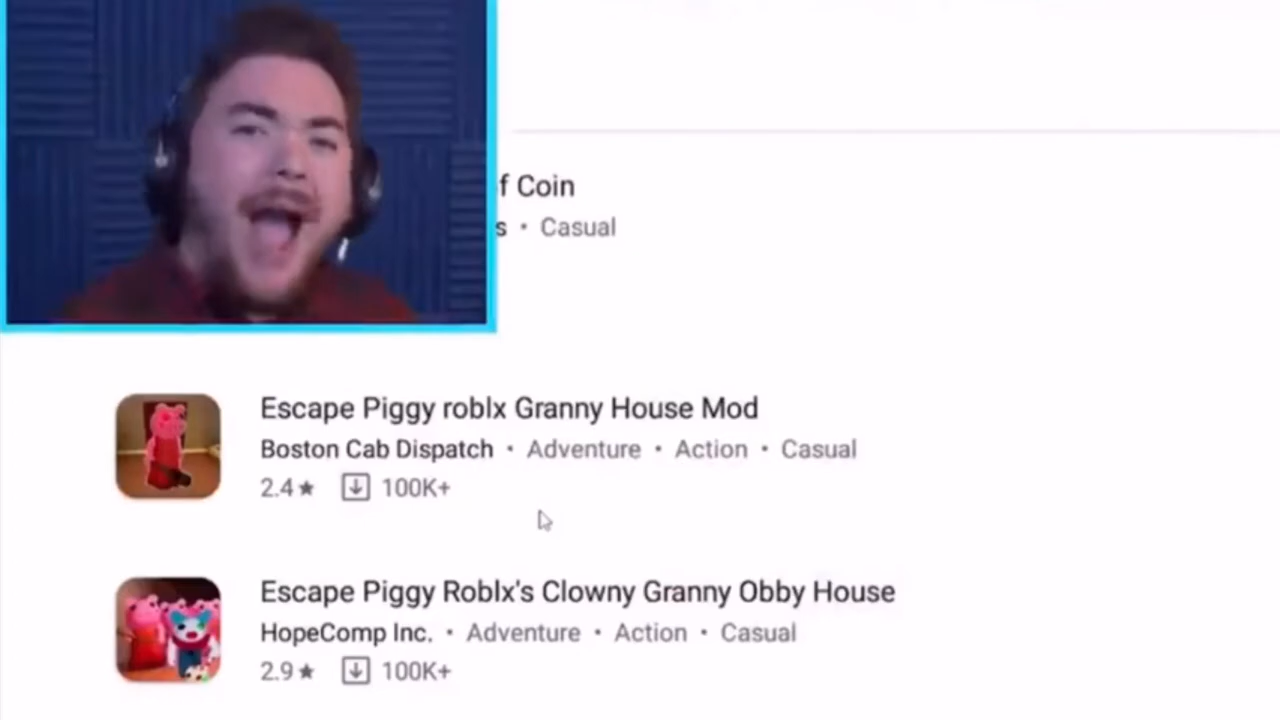 f Coin
s • Casual
Escape Piggy roblx Granny House Mod
Boston Cab Dispatch • Adventure • Action • Casual
2.4★ 100K+
Escape Piggy Roblx's Clowny Granny Obby House
HopeComp Inc. • Adventure • Action • Casual
2.9★ 100K+